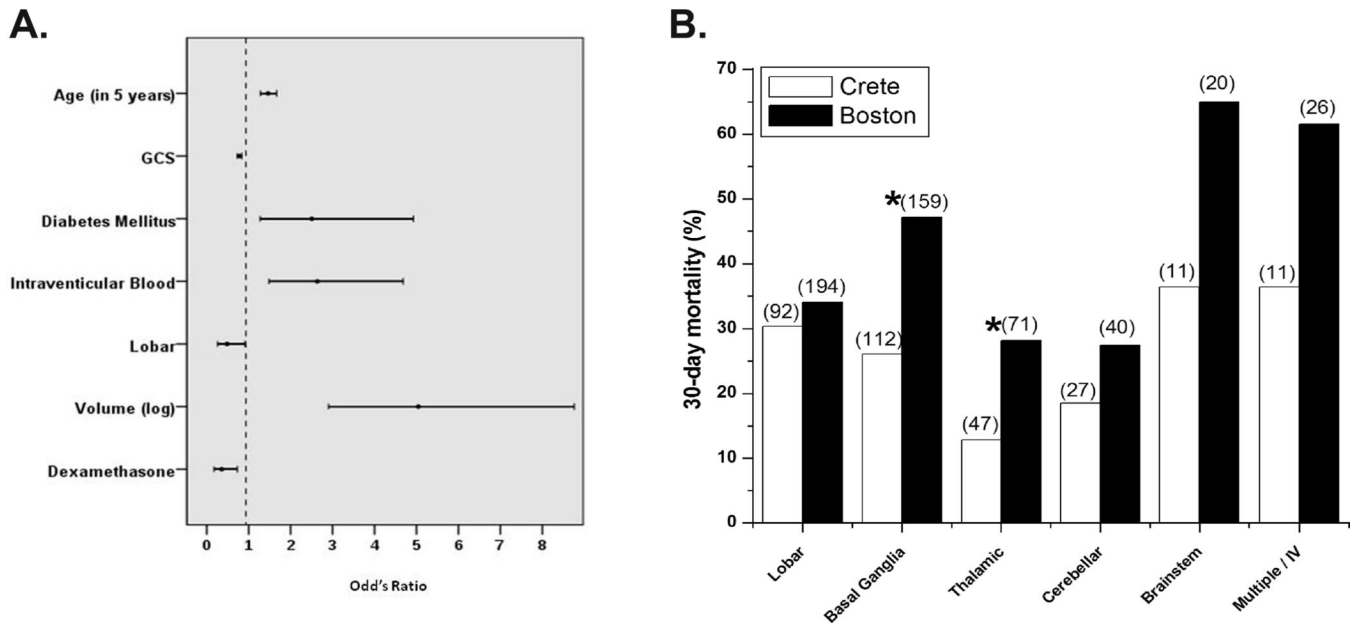 A.
Age (in 5 years)
GCS
Diabetes Mellitus
Intraventicular Blood
Lobar
Volume (log)
Dexamethasone
0 1 2 3 4 5 6 7 8
Odd's Ratio
B.
70
60
50
40
30
20
10
0
30-day mortality (%)
Crete
Boston
(92) (194)
(112) *(159)
(47) *(71)
(27) (40)
(11) (20)
(11) (26)
Lobar
Basal Ganglia
Thalamic
Cerebellar
Brainstem
Multiple / IV